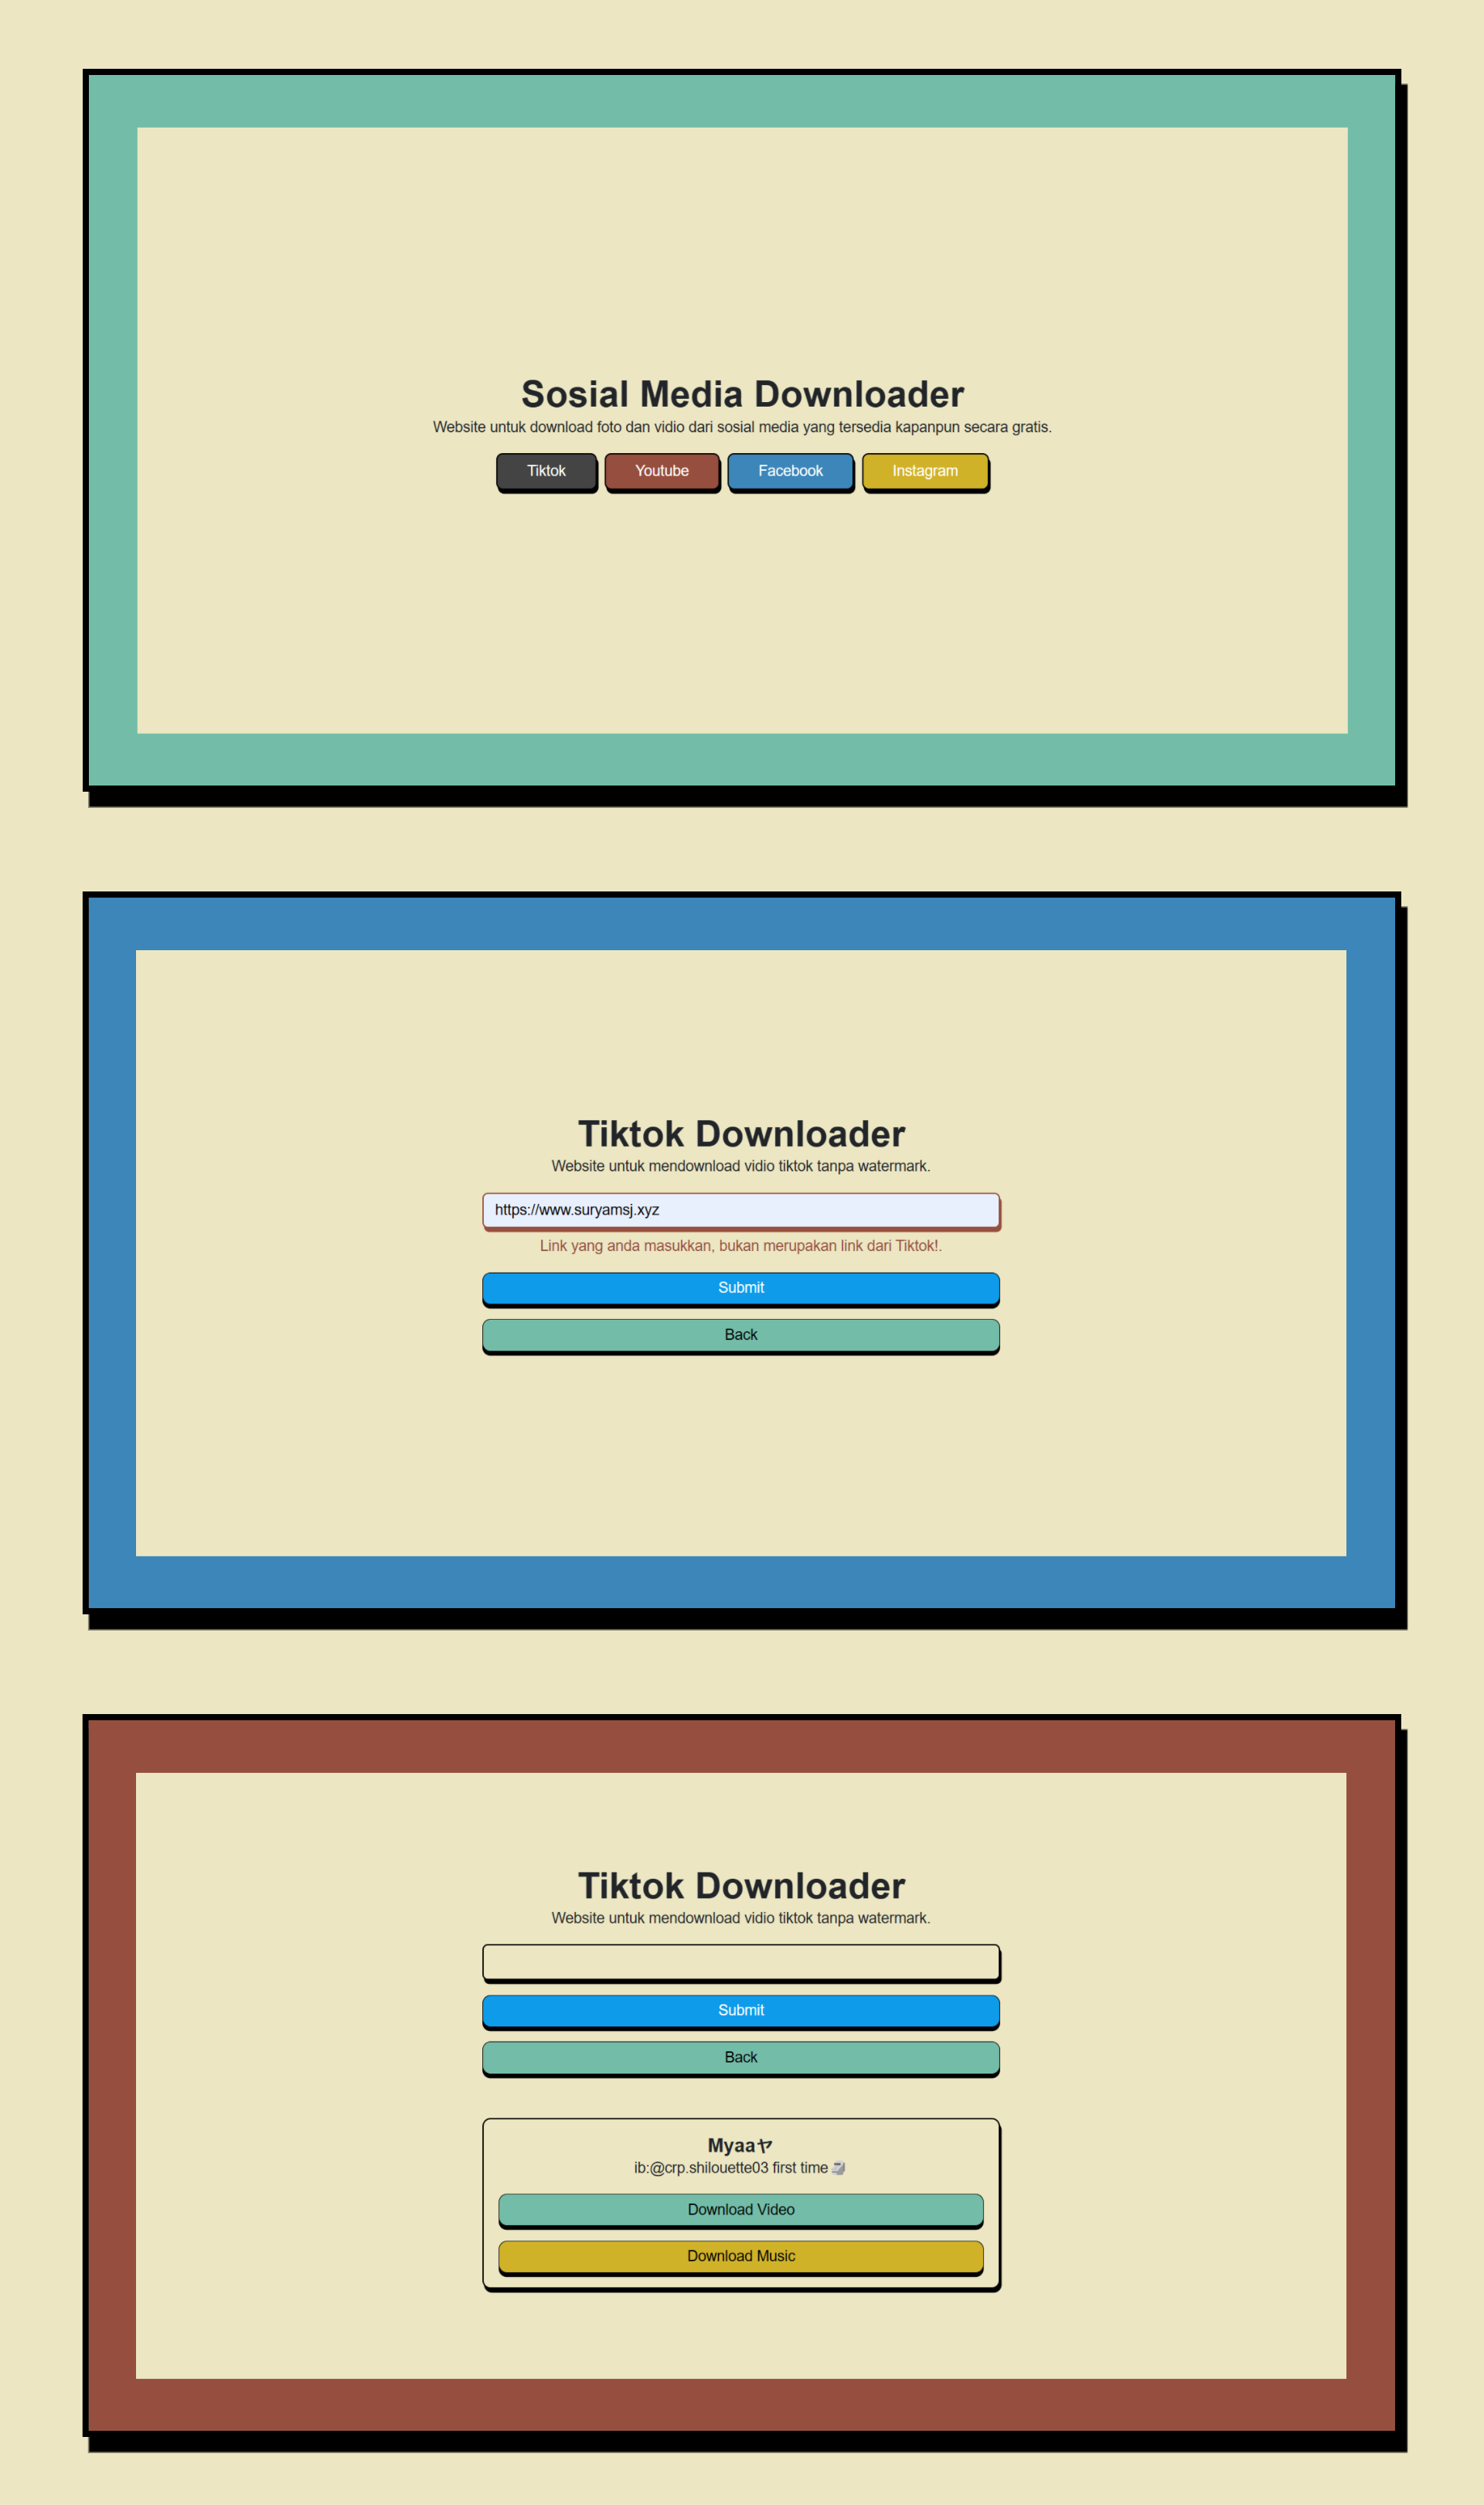 Sosial Media Downloader
Website untuk download foto dan vidio dari sosial media yang tersedia kapanpun secara gratis.
Tiktok Youtube Facebook Instagram
Tiktok Downloader
Website untuk mendownload vidio tiktok tanpa watermark.
https://www.suryamsj.xyz
Link yang anda masukkan, bukan merupakan link dari Tiktok!.
Submit
Back
Tiktok Downloader
Website untuk mendownload vidio tiktok tanpa watermark.
Submit
Back
Myaaヤ
ib:@crp.shilouette03 first time 🗿
Download Video
Download Music